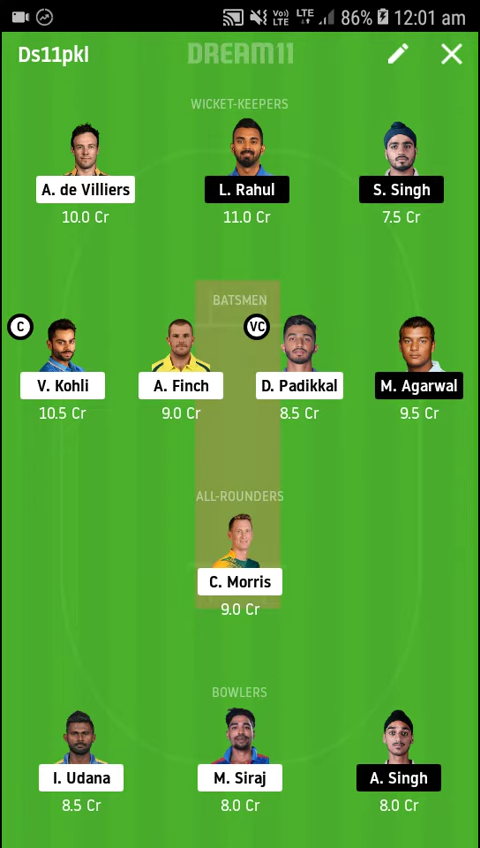 Vo)) LTE LTE 86% 12:01 am
Ds11pkl DREAM11
WICKET-KEEPERS
A. de Villiers L. Rahul S. Singh
10.0 Cr 11.0 Cr 7.5 Cr
BATSMEN
C VC
V. Kohli A. Finch D. Padikkal M. Agarwal
10.5 Cr 9.0 Cr 8.5 Cr 9.5 Cr
ALL-ROUNDERS
C. Morris
9.0 Cr
BOWLERS
I. Udana M. Siraj A. Singh
8.5 Cr 8.0 Cr 8.0 Cr